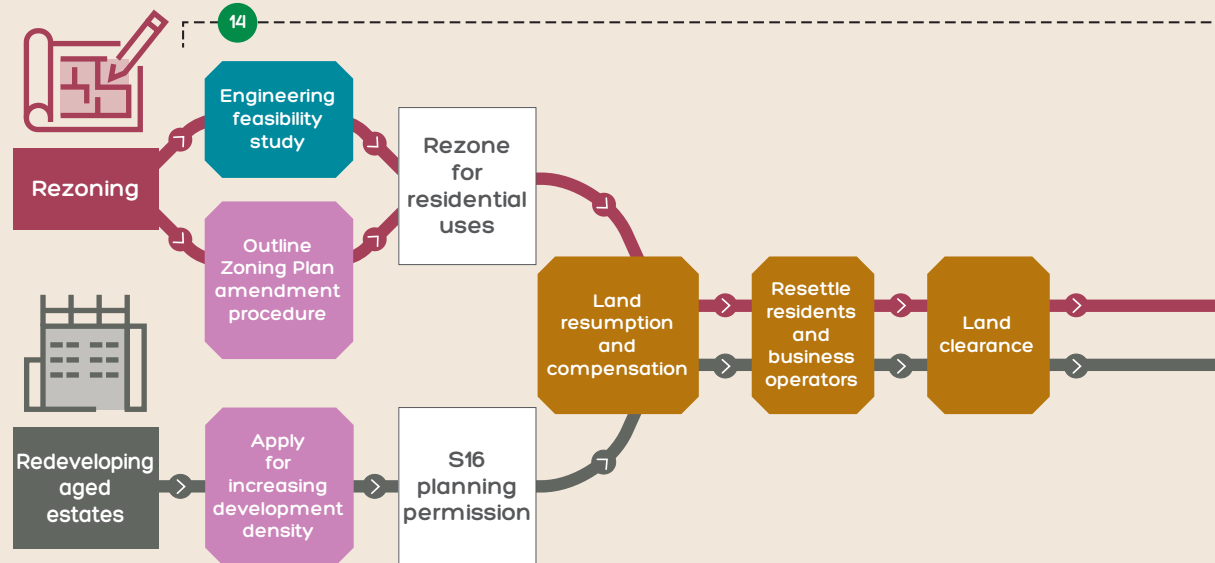 14
Rezoning
Engineering
feasibility
study
Outline
Zoning Plan
amendment
procedure
Rezone
for
residential
uses
Redeveloping
aged
estates
Apply
for
increasing
development
density
S16
planning
permission
Land
resumption
and
compensation
Resettle
residents
and
business
operators
Land
clearance